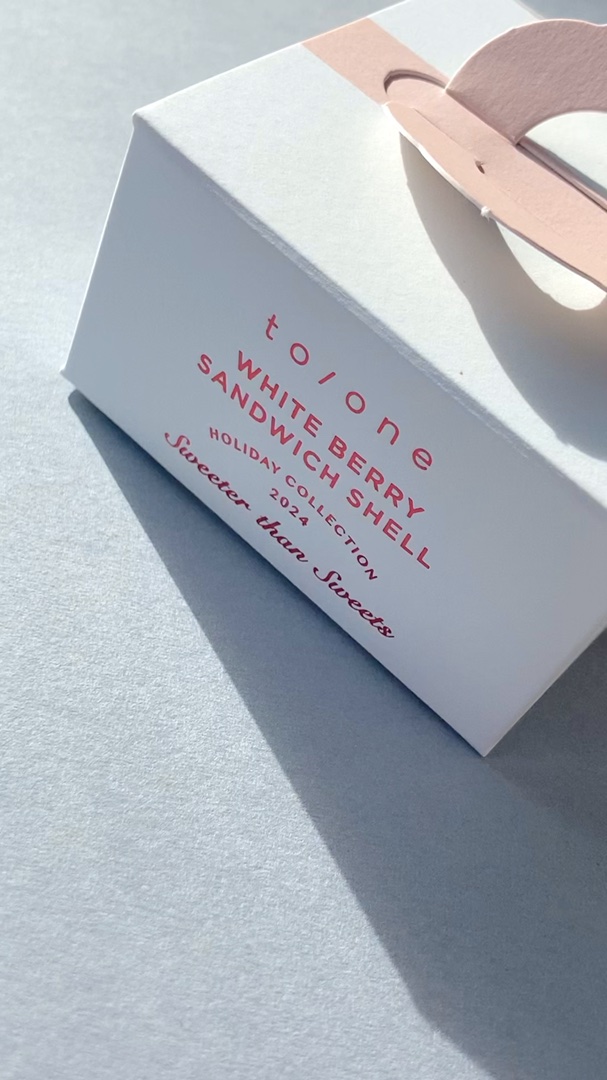 to/one
WHITE BERRY
SANDWICH SHELL
HOLIDAY COLLECTION
2024
Sweeter than Sweets